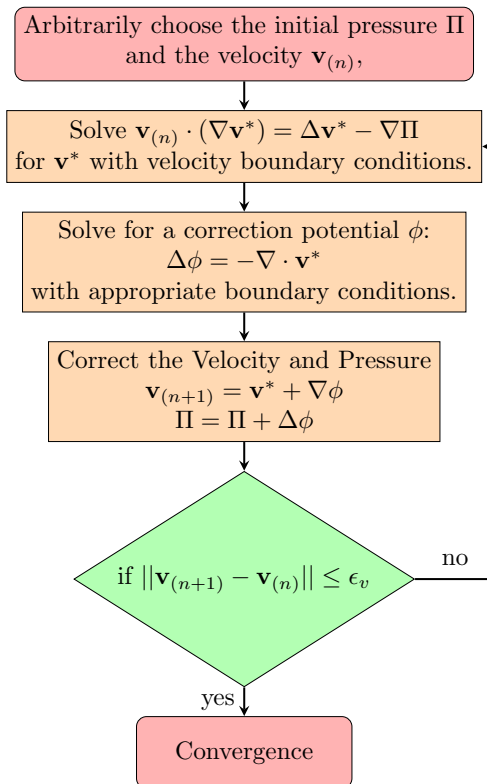 Arbitrarily choose the initial pressure Π
and the velocity 𝐯₍ₙ₎,
Solve 𝐯₍ₙ₎ · (∇𝐯*) = Δ𝐯* − ∇Π
for 𝐯* with velocity boundary conditions.
Solve for a correction potential ϕ:
Δϕ = −∇ · 𝐯*
with appropriate boundary conditions.
Correct the Velocity and Pressure
𝐯₍ₙ₊₁₎ = 𝐯* + ∇ϕ
Π = Π + Δϕ
if ||𝐯₍ₙ₊₁₎ − 𝐯₍ₙ₎|| ≤ ϵᵥ
no
yes
Convergence